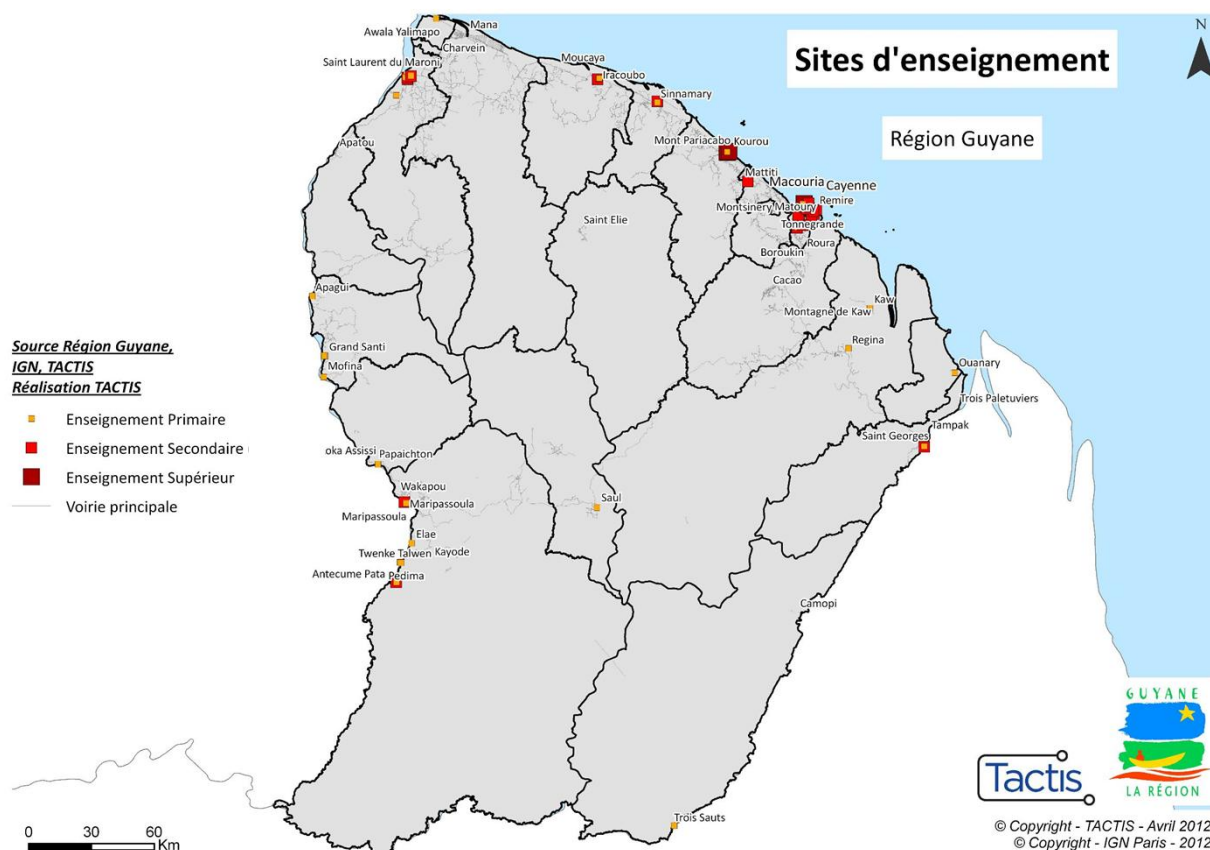 Sites d'enseignement
N
Région Guyane
Mana
Awala Yalimapo
Charvein
Saint Laurent du Maroni
Moucaya
Iracoubo
Sinnamary
Apatou
Mont Pariacabo Kourou
Mattiti
Macouria Cayenne
Montsinery Matoury Remire
Saint Elie
Tonnegrande
Boroukin Roura
Cacao
Apagui
Montagne de Kaw
Kaw
Grand Santi
Mofina
Regina
Ouanary
Trois Paletuviers
Tampak
Saint Georges
oka Assissi Papaichton
Wakapou
Maripassoula
Maripassoula
Saul
Elae
Twenke Talwen Kayode
Antecume Pata Pedima
Camopi
Trois Sauts
Source Région Guyane,
IGN, TACTIS
Réalisation TACTIS
Enseignement Primaire
Enseignement Secondaire
Enseignement Supérieur
Voirie principale
0 30 60
Km
Tactis
GUYANE
LA RÉGION
© Copyright - TACTIS - Avril 2012
© Copyright - IGN Paris - 2012